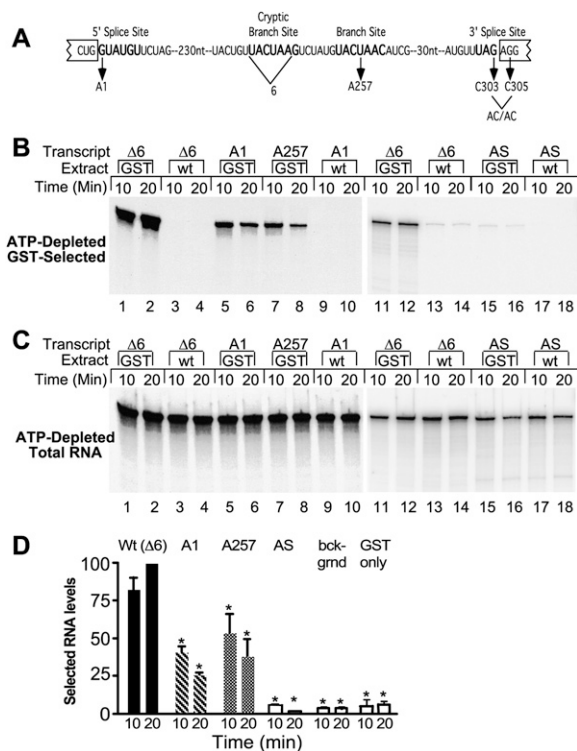 A
5' Splice Site
Cryptic
Branch Site
Branch Site
3' Splice Site
CUG GUAUGUUCUAG--230nt--UACUGUUACUAAGUCUAUGUACUAACAUCG--30nt--AUGUUUAG AGG
A1
6
A257
C303 C305
AC/AC
B
Transcript Δ6 Δ6 A1 A257 A1 Δ6 Δ6 AS AS
Extract GST wt GST GST wt GST wt GST wt
Time (Min) 10 20 10 20 10 20 10 20 10 20 10 20 10 20 10 20 10 20
ATP-Depleted
GST-Selected
1 2 3 4 5 6 7 8 9 10 11 12 13 14 15 16 17 18
C
Transcript Δ6 Δ6 A1 A257 A1 Δ6 Δ6 AS AS
Extract GST wt GST GST wt GST wt GST wt
Time (Min) 10 20 10 20 10 20 10 20 10 20 10 20 10 20 10 20 10 20
ATP-Depleted
Total RNA
1 2 3 4 5 6 7 8 9 10 11 12 13 14 15 16 17 18
D
Wt (Δ6) A1 A257 AS bck-
grnd GST
only
Selected RNA levels
100
75
50
25
0
* * * * * * * * * *
10 20 10 20 10 20 10 20 10 20 10 20
Time (min)